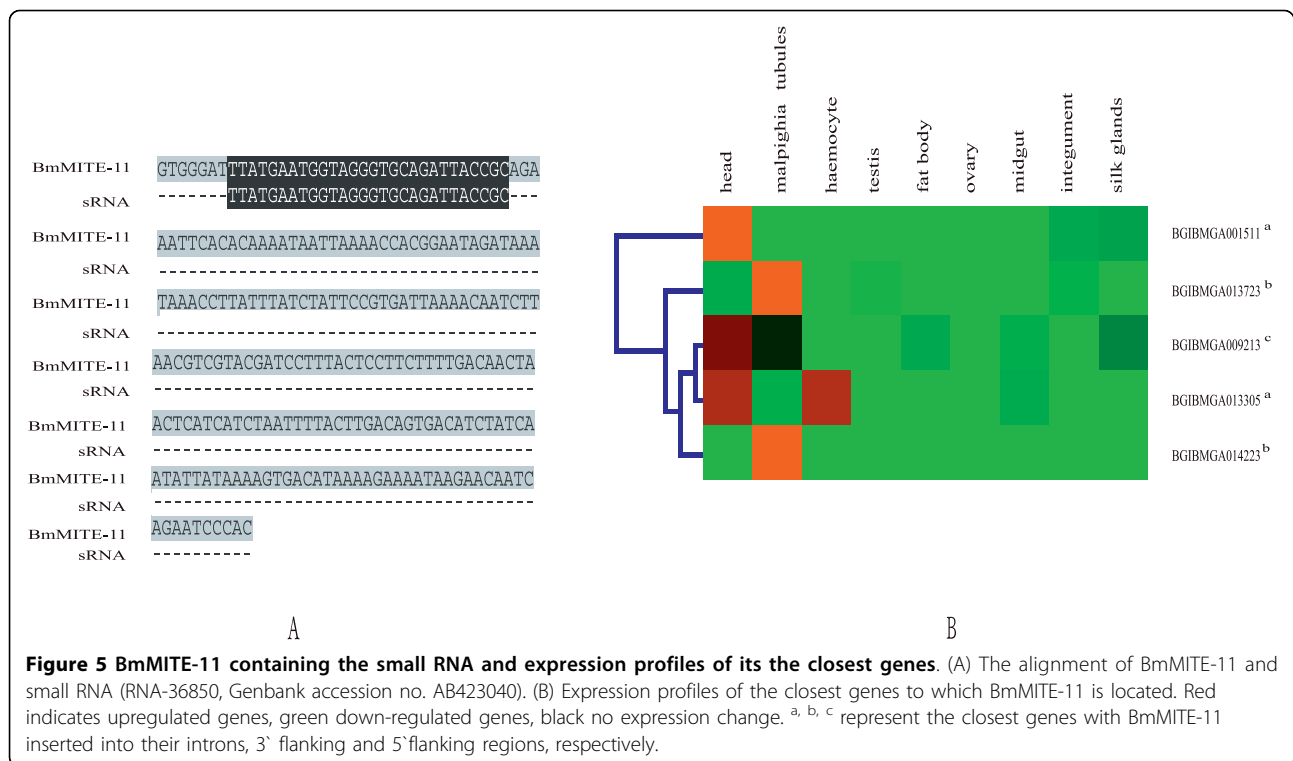 BmMITE-11 GTGGGATTTATGAATGGTAGGGTGCAGATTACCGCAGA
sRNA -------TTATGAATGGTAGGGTGCAGATTACCGC---
BmMITE-11 AATTCACACAAAATAATTAAAACCACGGAATAGATAAA
sRNA --------------------------------------
BmMITE-11 TAAACCTTATTTATCTATTCCGTGATTAAAACAATCTT
sRNA --------------------------------------
BmMITE-11 AACGTCGTACGATCCTTTACTCCTTCTTTTGACAACTA
sRNA --------------------------------------
BmMITE-11 ACTCATCATCTAATTTTACTTGACAGTGACATCTATCA
sRNA --------------------------------------
BmMITE-11 ATATTATAAAAGTGACATAAAAGAAAATAAGAACAATC
sRNA --------------------------------------
BmMITE-11 AGAATCCCAC
sRNA ----------
A
head
malpighia tubules
haemocyte
testis
fat body
ovary
midgut
integument
silk glands
BGIBMGA001511 a
BGIBMGA013723 b
BGIBMGA009213 c
BGIBMGA013305 a
BGIBMGA014223 b
B
Figure 5 BmMITE-11 containing the small RNA and expression profiles of its the closest genes. (A) The alignment of BmMITE-11 and
small RNA (RNA-36850, Genbank accession no. AB423040). (B) Expression profiles of the closest genes to which BmMITE-11 is located. Red
indicates upregulated genes, green down-regulated genes, black no expression change. a, b, c represent the closest genes with BmMITE-11
inserted into their introns, 3` flanking and 5`flanking regions, respectively.